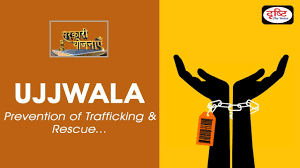 सरकारी
योजनाएँ
दृष्टि
UJJWALA
Prevention of Trafficking &
Rescue...